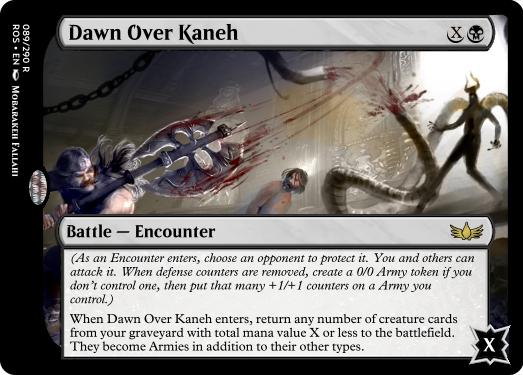 Dawn Over Kaneh
X
Battle — Encounter
(As an Encounter enters, choose an opponent to protect it. You and others can
attack it. When defense counters are removed, create a 0/0 Army token if you
don't control one, then put that many +1/+1 counters on a Army you
control.)
When Dawn Over Kaneh enters, return any number of creature cards
from your graveyard with total mana value X or less to the battlefield.
They become Armies in addition to their other types.
X
089/290 R
ROS • EN Mobarakeh Fallahi